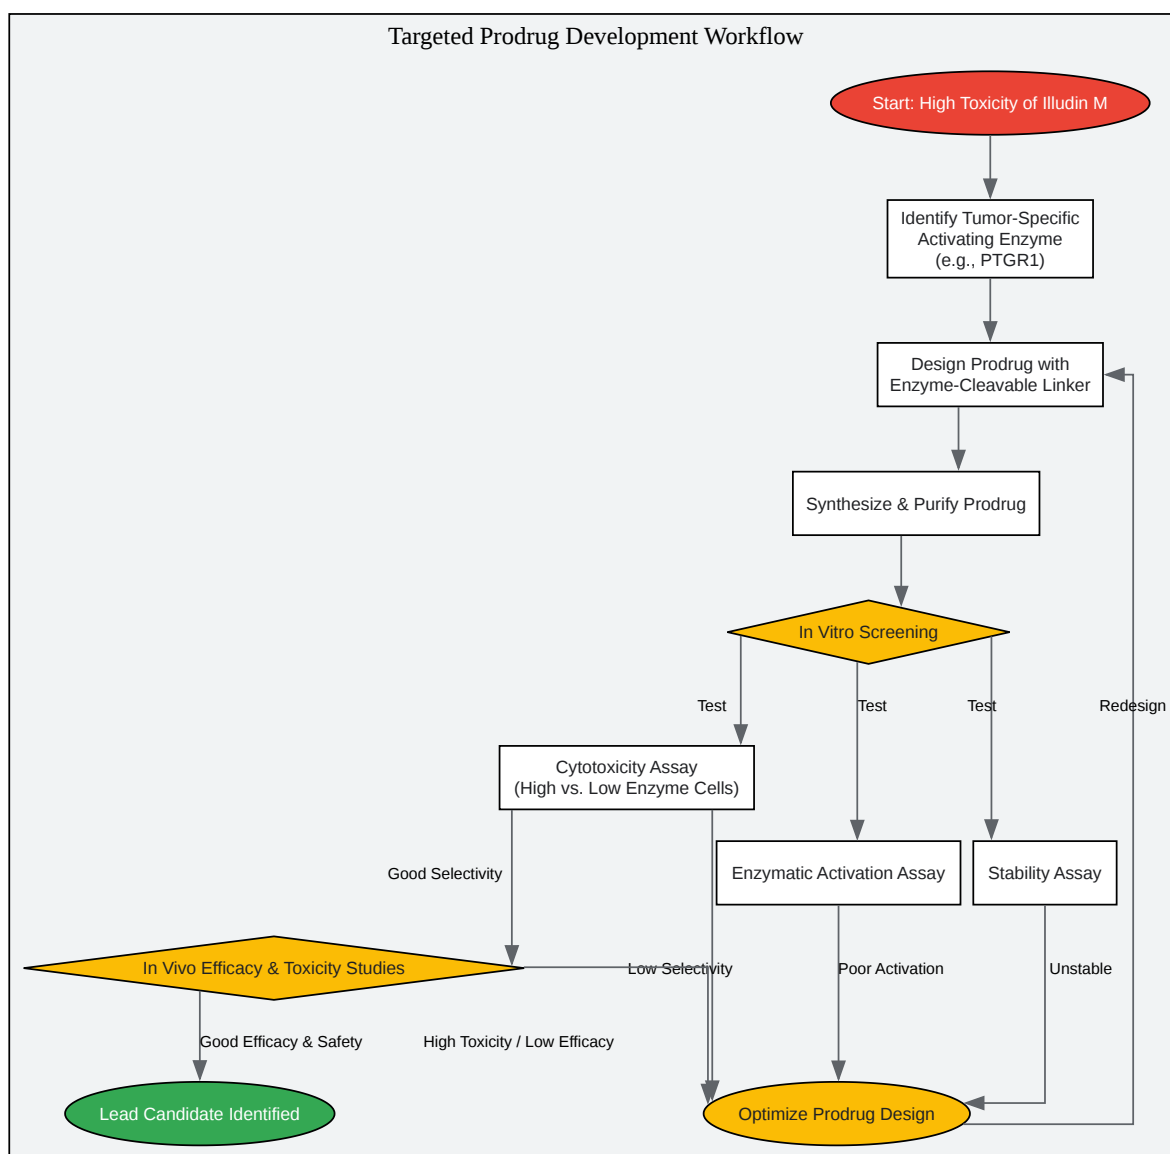 Targeted Prodrug Development Workflow
Start: High Toxicity of Illudin M
Identify Tumor-Specific
Activating Enzyme
(e.g., PTGR1)
Design Prodrug with
Enzyme-Cleavable Linker
Synthesize & Purify Prodrug
In Vitro Screening
Test
Test
Test
Redesign
Cytotoxicity Assay
(High vs. Low Enzyme Cells)
Good Selectivity
Enzymatic Activation Assay
Stability Assay
In Vivo Efficacy & Toxicity Studies
Low Selectivity
Poor Activation
Unstable
Good Efficacy & Safety
High Toxicity / Low Efficacy
Lead Candidate Identified
Optimize Prodrug Design